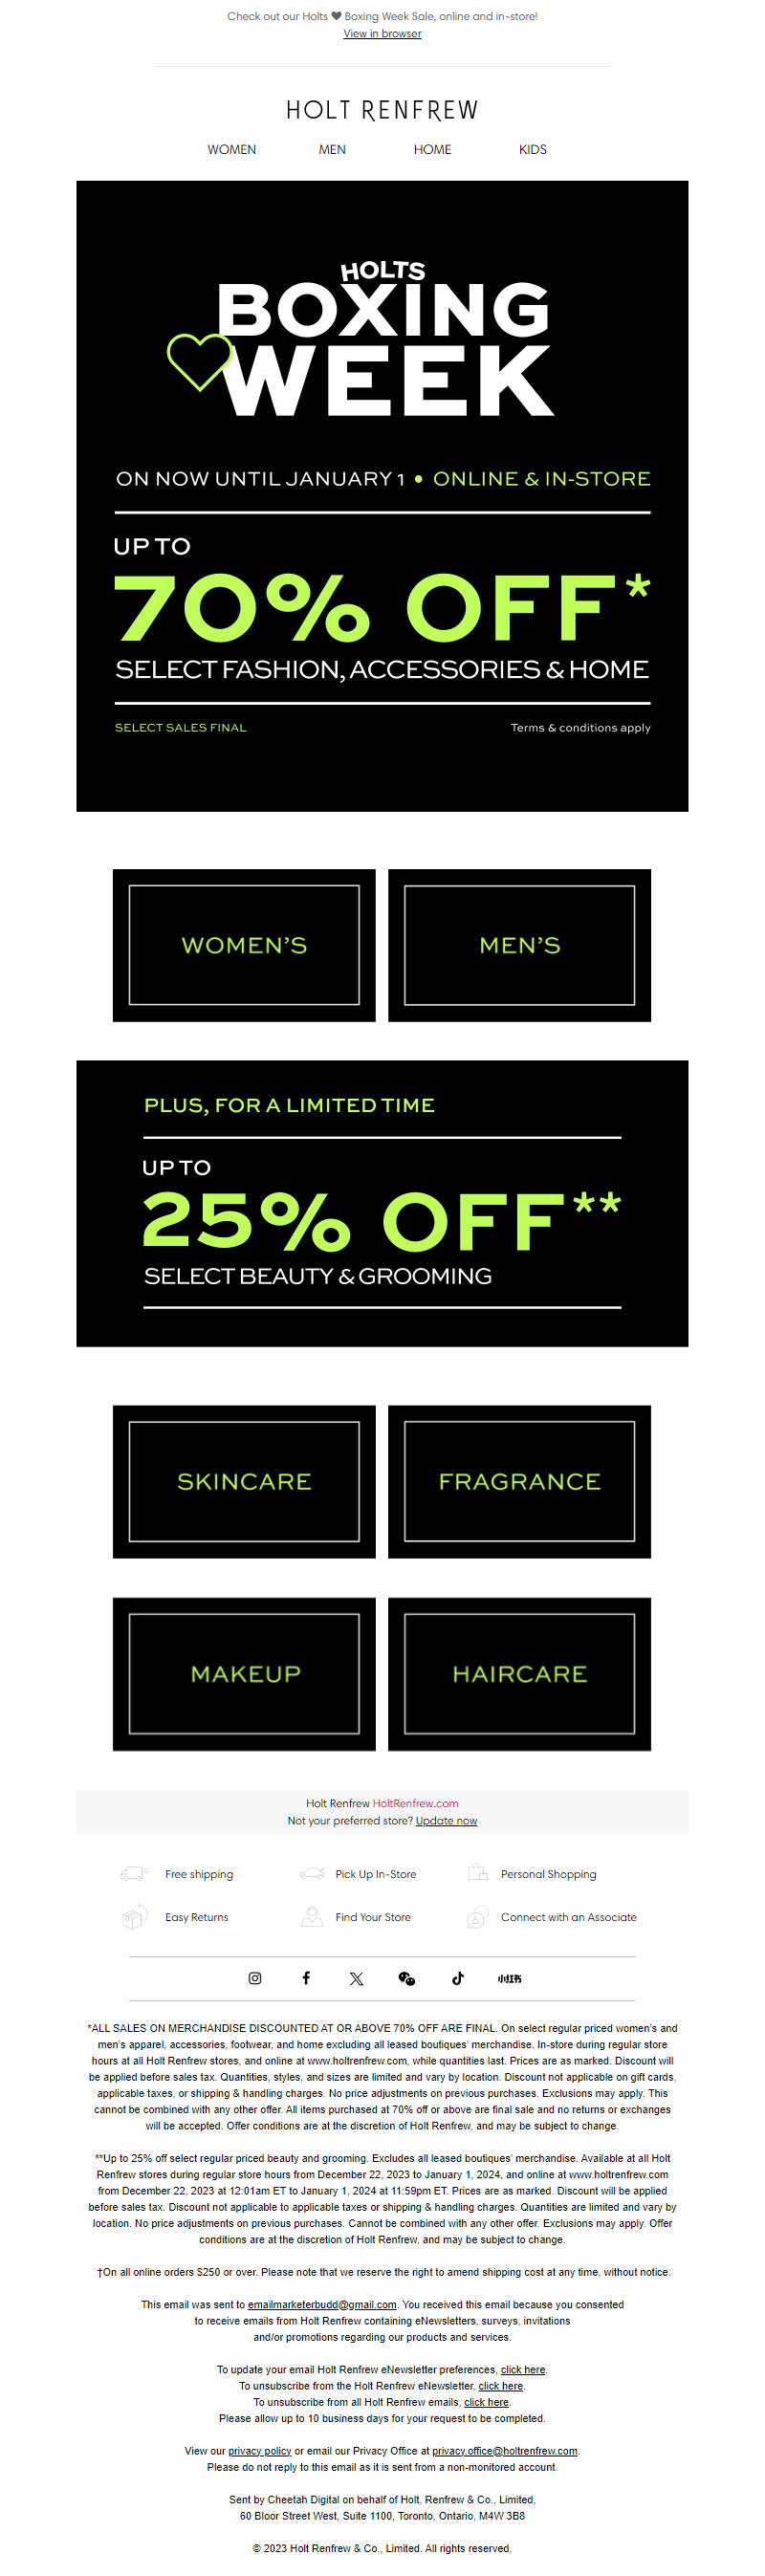 Check out our Holts ♥ Boxing Week Sale, online and in-store!
View in browser
HOLT RENFREW
WOMEN MEN HOME KIDS
HOLTS
BOXING
WEEK
ON NOW UNTIL JANUARY 1 • ONLINE & IN-STORE
UP TO
70% OFF*
SELECT FASHION, ACCESSORIES & HOME
SELECT SALES FINAL Terms & conditions apply
WOMEN'S MEN'S
PLUS, FOR A LIMITED TIME
UP TO
25% OFF**
SELECT BEAUTY & GROOMING
SKINCARE FRAGRANCE
MAKEUP HAIRCARE
Holt Renfrew HoltRenfrew.com
Not your preferred store? Update now
Free shipping Pick Up In-Store Personal Shopping
Easy Returns Find Your Store Connect with an Associate
小红书
*ALL SALES ON MERCHANDISE DISCOUNTED AT OR ABOVE 70% OFF ARE FINAL. On select regular priced women's and
men's apparel, accessories, footwear, and home excluding all leased boutiques' merchandise. In-store during regular store
hours at all Holt Renfrew stores, and online at www.holtrenfrew.com, while quantities last. Prices are as marked. Discount will
be applied before sales tax. Quantities, styles, and sizes are limited and vary by location. Discount not applicable on gift cards,
applicable taxes, or shipping & handling charges. No price adjustments on previous purchases. Exclusions may apply. This
cannot be combined with any other offer. All items purchased at 70% off or above are final sale and no returns or exchanges
will be accepted. Offer conditions are at the discretion of Holt Renfrew, and may be subject to change.
**Up to 25% off select regular priced beauty and grooming. Excludes all leased boutiques' merchandise. Available at all Holt
Renfrew stores during regular store hours from December 22, 2023 to January 1, 2024, and online at www.holtrenfrew.com
from December 22, 2023 at 12:01am ET to January 1, 2024 at 11:59pm ET. Prices are as marked. Discount will be applied
before sales tax. Discount not applicable to applicable taxes or shipping & handling charges. Quantities are limited and vary by
location. No price adjustments on previous purchases. Cannot be combined with any other offer. Exclusions may apply. Offer
conditions are at the discretion of Holt Renfrew, and may be subject to change.
†On all online orders $250 or over. Please note that we reserve the right to amend shipping cost at any time, without notice.
This email was sent to emailmarketerbudd@gmail.com. You received this email because you consented
to receive emails from Holt Renfrew containing eNewsletters, surveys, invitations
and/or promotions regarding our products and services.
To update your email Holt Renfrew eNewsletter preferences, click here.
To unsubscribe from the Holt Renfrew eNewsletter, click here.
To unsubscribe from all Holt Renfrew emails, click here.
Please allow up to 10 business days for your request to be completed.
View our privacy policy or email our Privacy Office at privacy.office@holtrenfrew.com.
Please do not reply to this email as it is sent from a non-monitored account.
Sent by Cheetah Digital on behalf of Holt, Renfrew & Co., Limited,
60 Bloor Street West, Suite 1100, Toronto, Ontario, M4W 3B8
© 2023 Holt Renfrew & Co., Limited. All rights reserved.